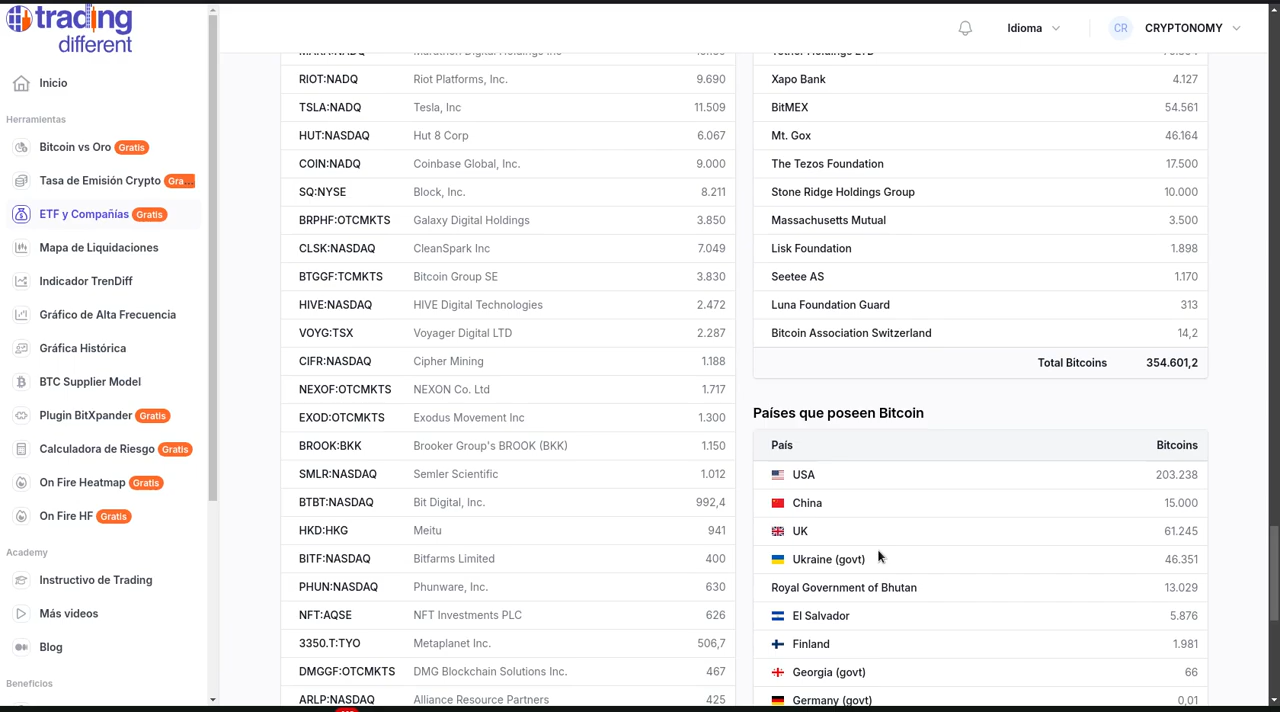 trading
different
Idioma
CR
CRYPTONOMY
Inicio
Herramientas
Bitcoin vs Oro Gratis
Tasa de Emisión Crypto Gra...
ETF y Compañías Gratis
Mapa de Liquidaciones
Indicador TrenDiff
Gráfico de Alta Frecuencia
Gráfica Histórica
BTC Supplier Model
Plugin BitXpander Gratis
Calculadora de Riesgo Gratis
On Fire Heatmap Gratis
On Fire HF Gratis
Academy
Instructivo de Trading
Más videos
Blog
Beneficios
RIOT:NADQ Riot Platforms, Inc. 9.690
TSLA:NADQ Tesla, Inc 11.509
HUT:NASDAQ Hut 8 Corp 6.067
COIN:NADQ Coinbase Global, Inc. 9.000
SQ:NYSE Block, Inc. 8.211
BRPHF:OTCMKTS Galaxy Digital Holdings 3.850
CLSK:NASDAQ CleanSpark Inc 7.049
BTGGF:TCMKTS Bitcoin Group SE 3.830
HIVE:NASDAQ HIVE Digital Technologies 2.472
VOYG:TSX Voyager Digital LTD 2.287
CIFR:NASDAQ Cipher Mining 1.188
NEXOF:OTCMKTS NEXON Co. Ltd 1.717
EXOD:OTCMKTS Exodus Movement Inc 1.300
BROOK:BKK Brooker Group's BROOK (BKK) 1.150
SMLR:NASDAQ Semler Scientific 1.012
BTBT:NASDAQ Bit Digital, Inc. 992,4
HKD:HKG Meitu 941
BITF:NASDAQ Bitfarms Limited 400
PHUN:NASDAQ Phunware, Inc. 630
NFT:AQSE NFT Investments PLC 626
3350.T:TYO Metaplanet Inc. 506,7
DMGGF:OTCMKTS DMG Blockchain Solutions Inc. 467
ARLP:NASDAQ Alliance Resource Partners 425
Xapo Bank 4.127
BitMEX 54.561
Mt. Gox 46.164
The Tezos Foundation 17.500
Stone Ridge Holdings Group 10.000
Massachusetts Mutual 3.500
Lisk Foundation 1.898
Seetee AS 1.170
Luna Foundation Guard 313
Bitcoin Association Switzerland 14,2
Total Bitcoins 354.601,2
Países que poseen Bitcoin
País Bitcoins
USA 203.238
China 15.000
UK 61.245
Ukraine (govt) 46.351
Royal Government of Bhutan 13.029
El Salvador 5.876
Finland 1.981
Georgia (govt) 66
Germany (govt) 0,01